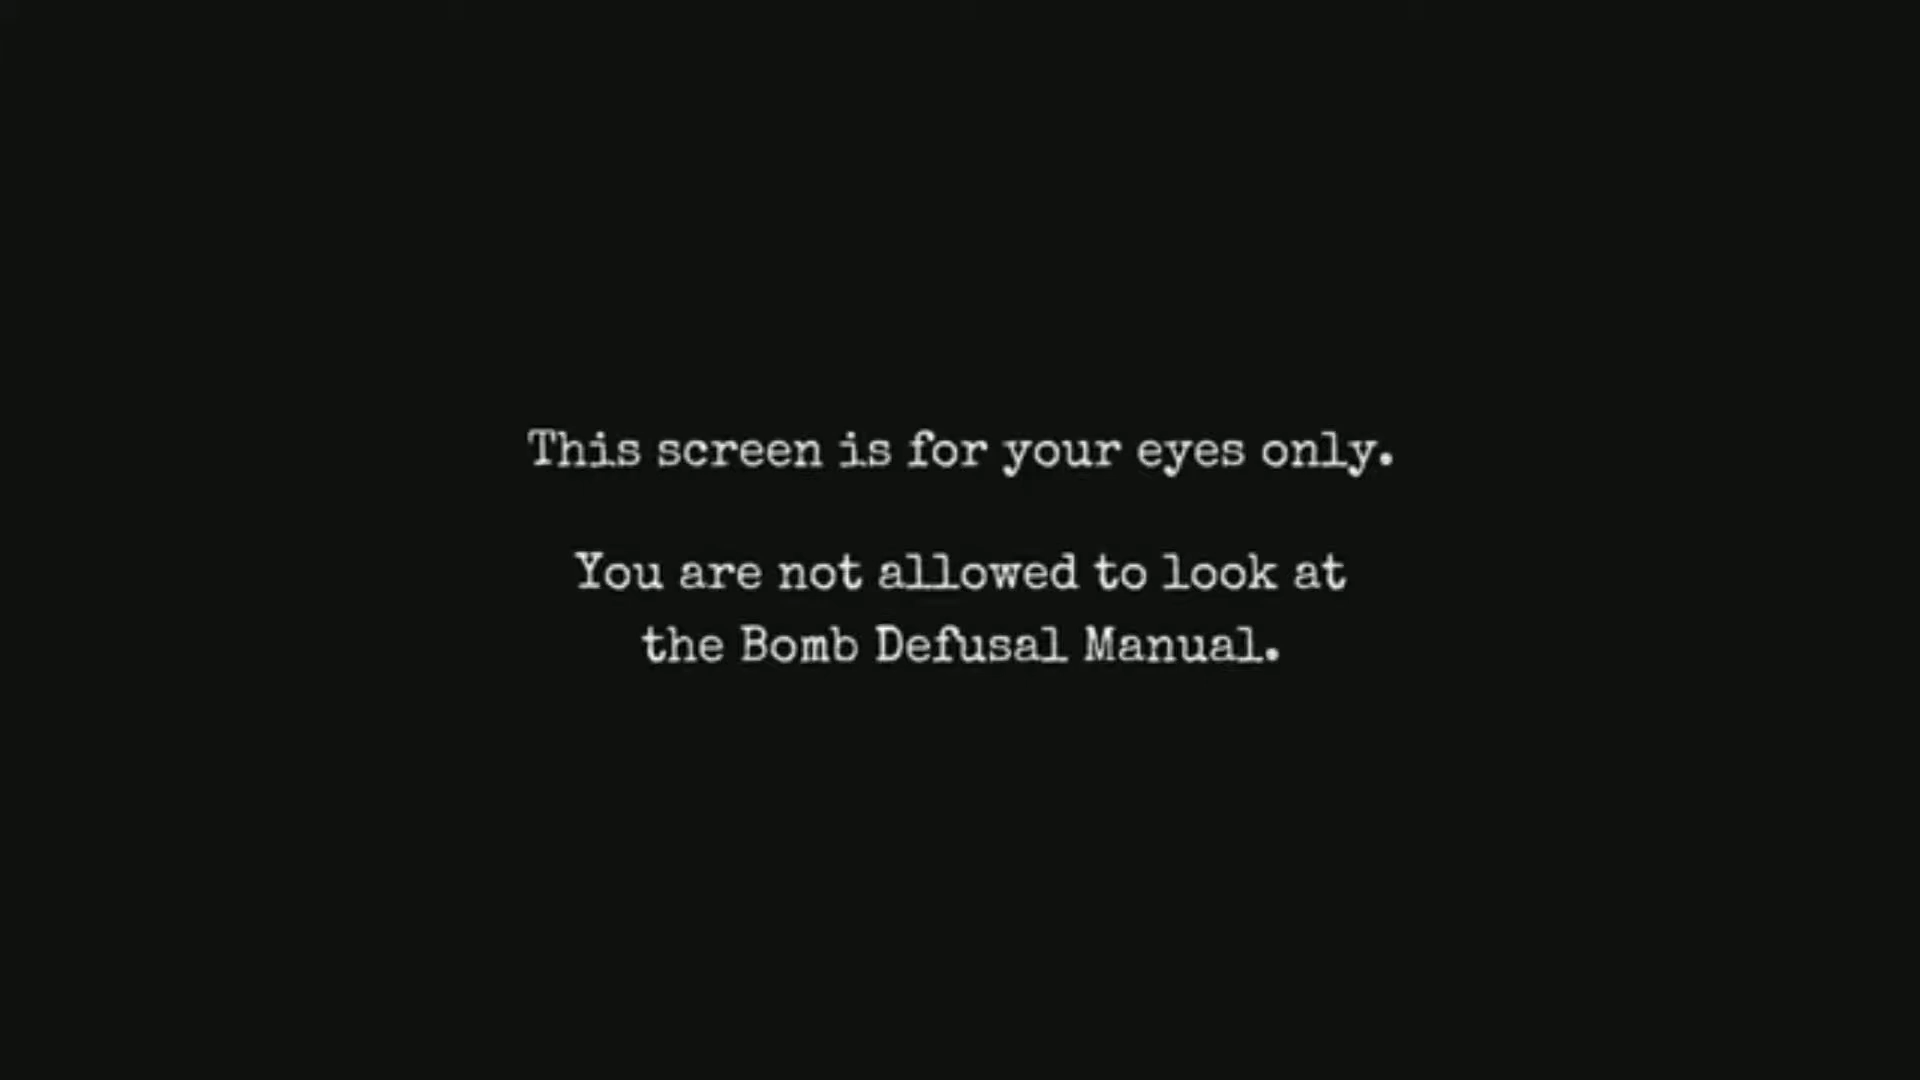 This screen is for your eyes only.
You are not allowed to look at
the Bomb Defusal Manual.